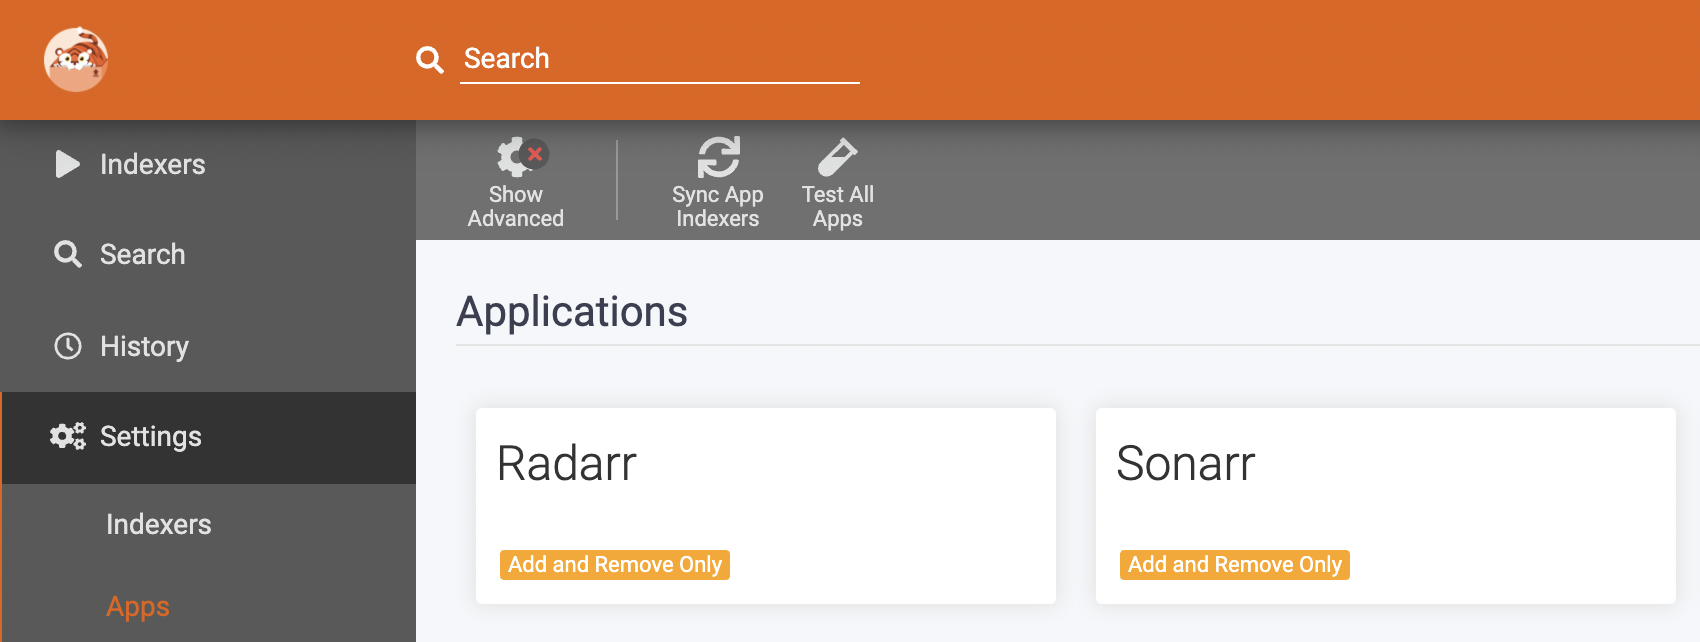 Search
Indexers
Search
History
Settings
Indexers
Apps
Show
Advanced
Sync App
Indexers
Test All
Apps
Applications
Radarr
Add and Remove Only
Sonarr
Add and Remove Only